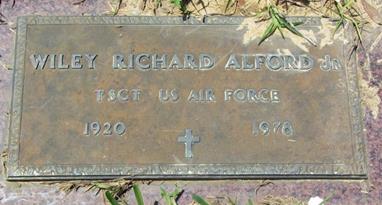 WILEY RICHARD ALFORD JR
TSGT US AIR FORCE
1920 1978